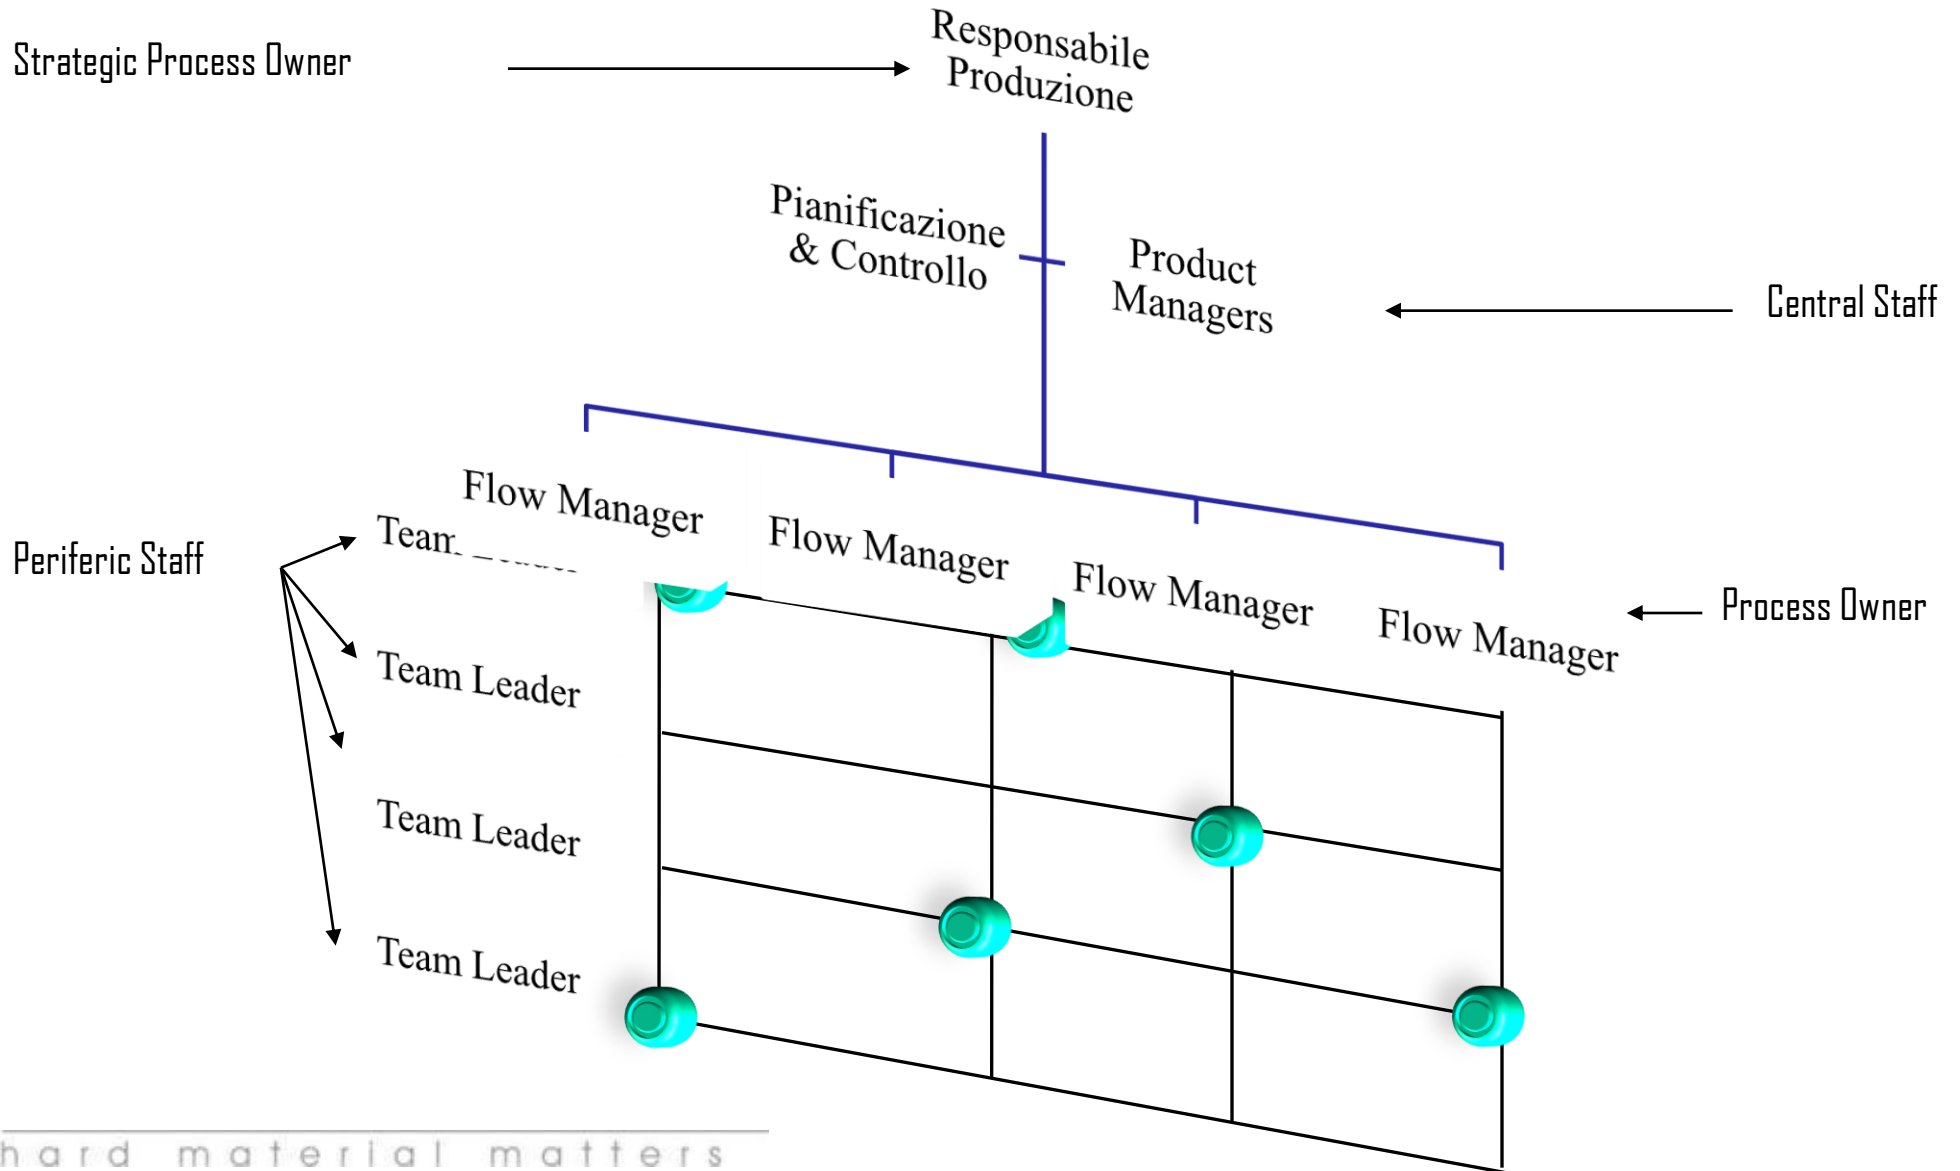 Strategic Process Owner
Responsabile
Produzione
Pianificazione
& Controllo
Product
Managers
Central Staff
Flow Manager
Flow Manager
Flow Manager
Flow Manager
Process Owner
Periferic Staff
Team
Team Leader
Team Leader
Team Leader
hard material matters